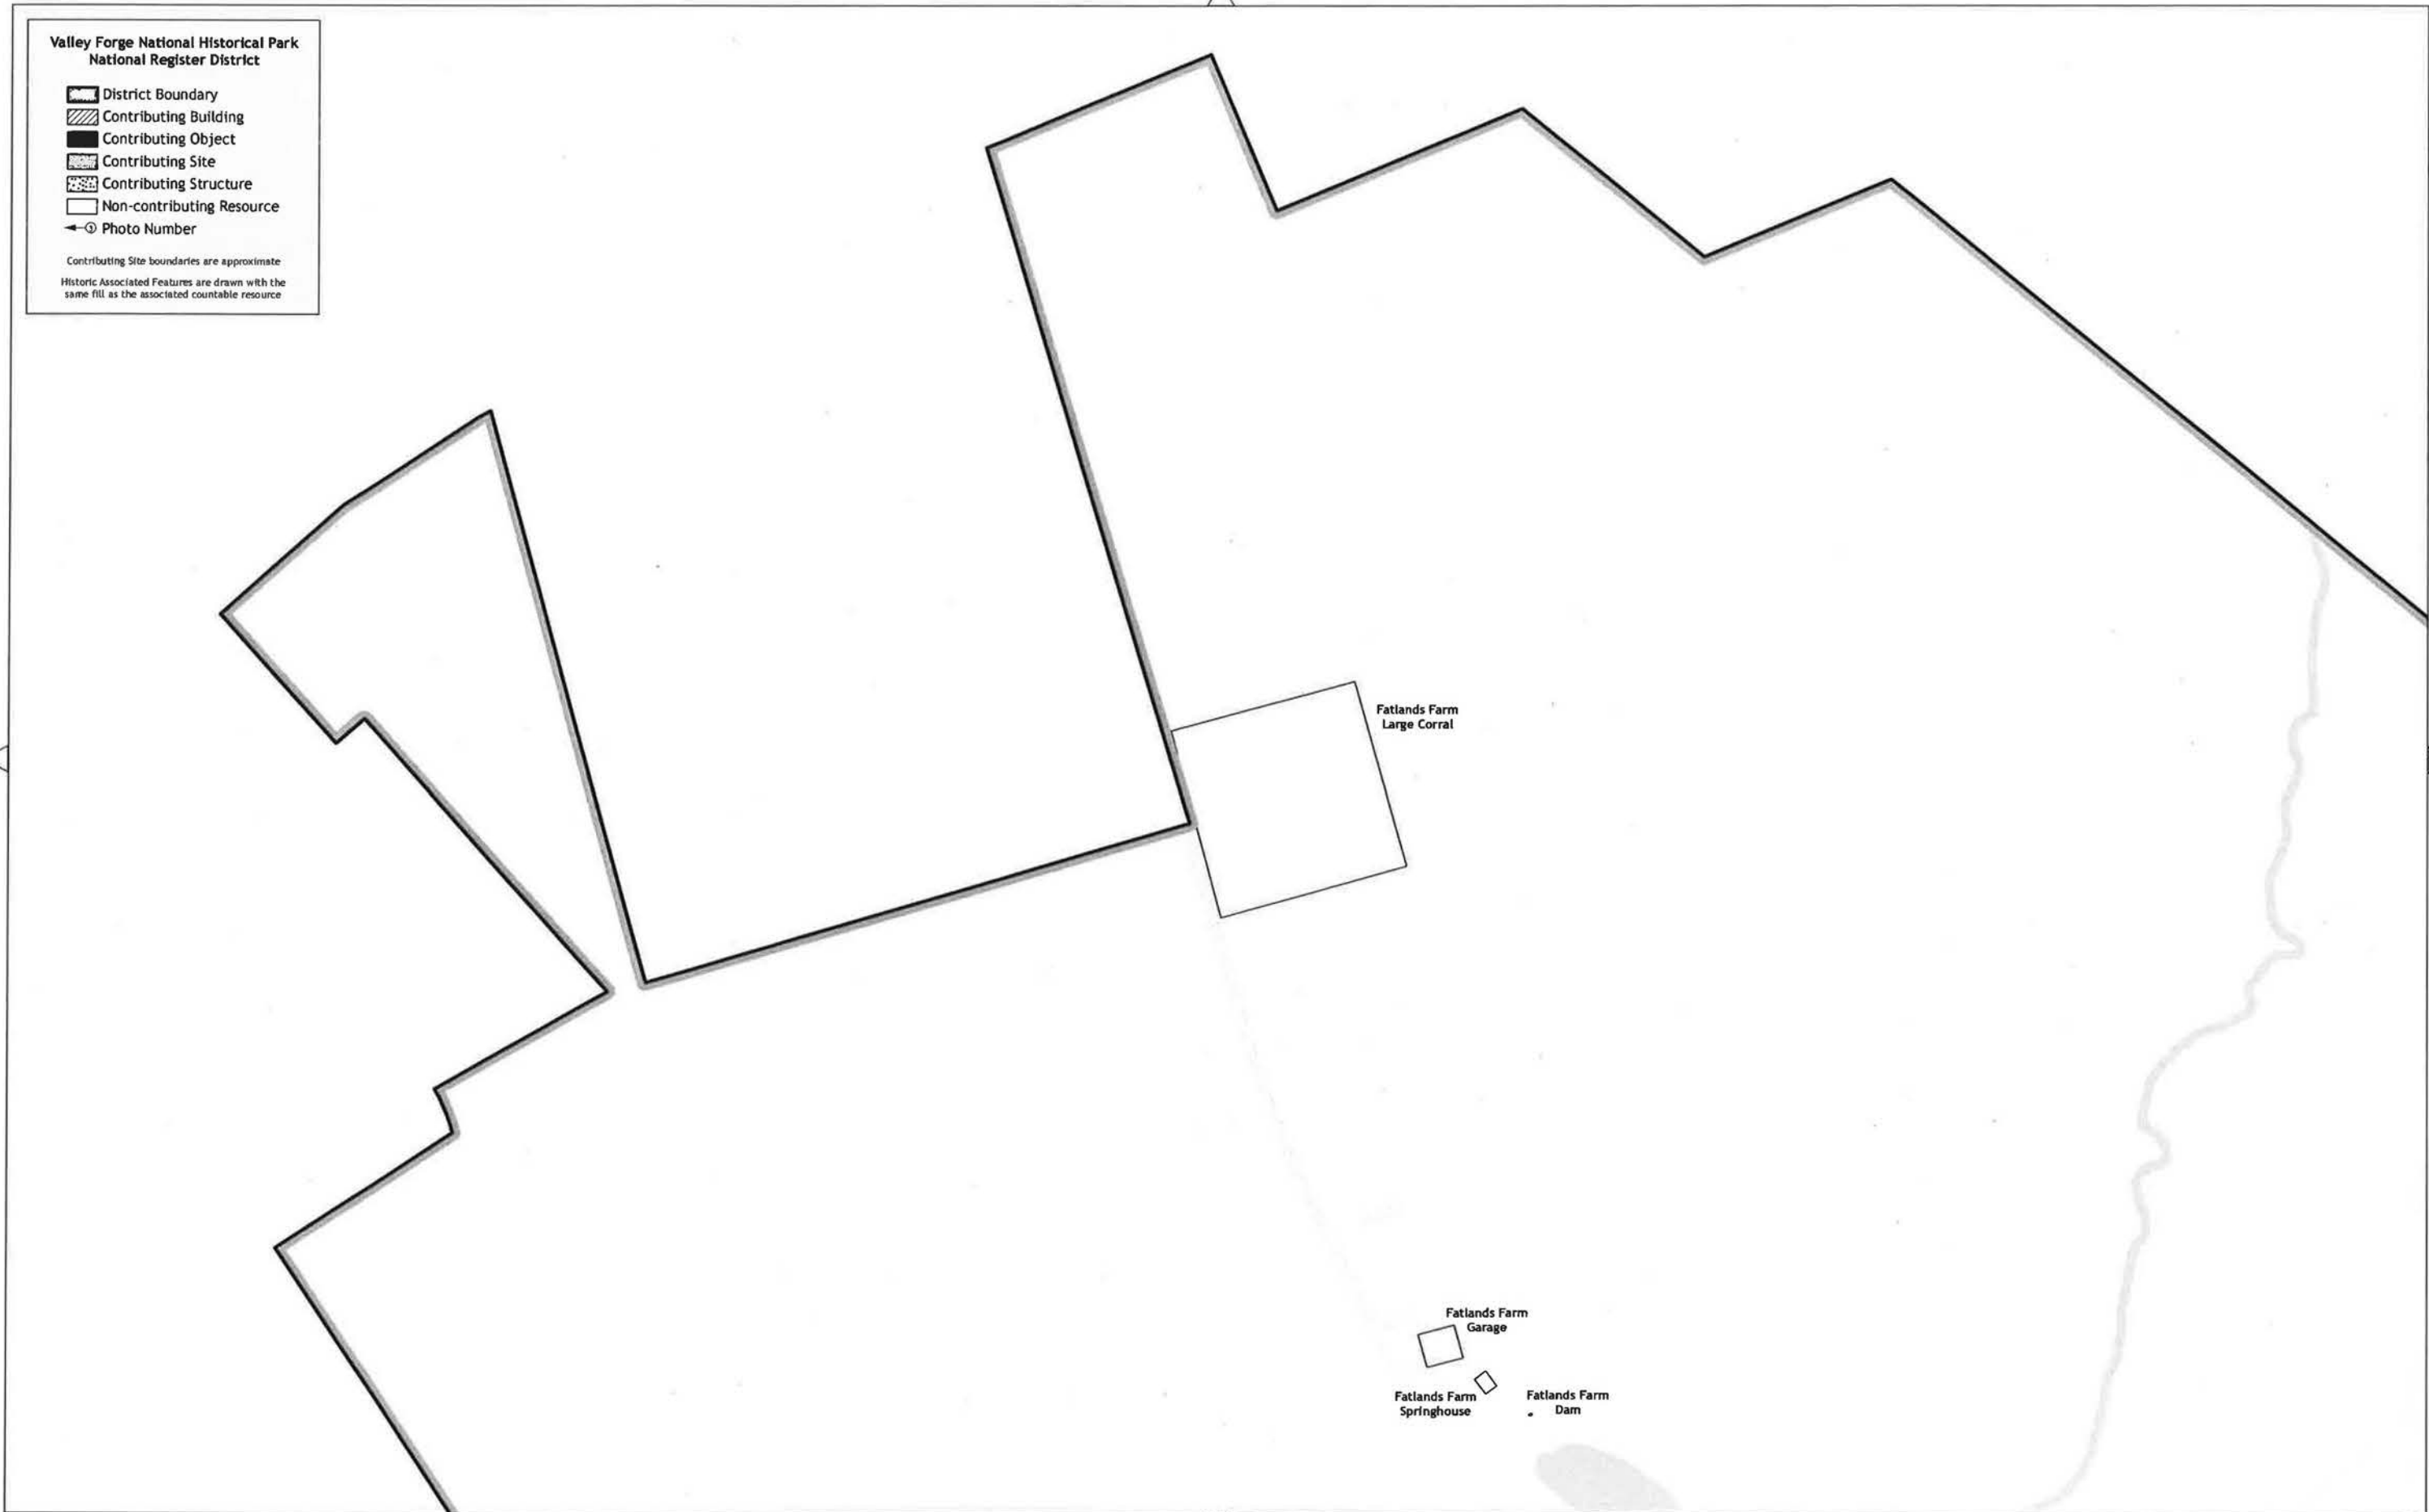 Valley Forge National Historical Park
National Register District
District Boundary
Contributing Building
Contributing Object
Contributing Site
Contributing Structure
Non-contributing Resource
1 Photo Number
Contributing Site boundaries are approximate
Historic Associated Features are drawn with the
same fill as the associated countable resource
Fatlands Farm
Large Corral
Fatlands Farm
Garage
Fatlands Farm
Springhouse
Fatlands Farm
Dam